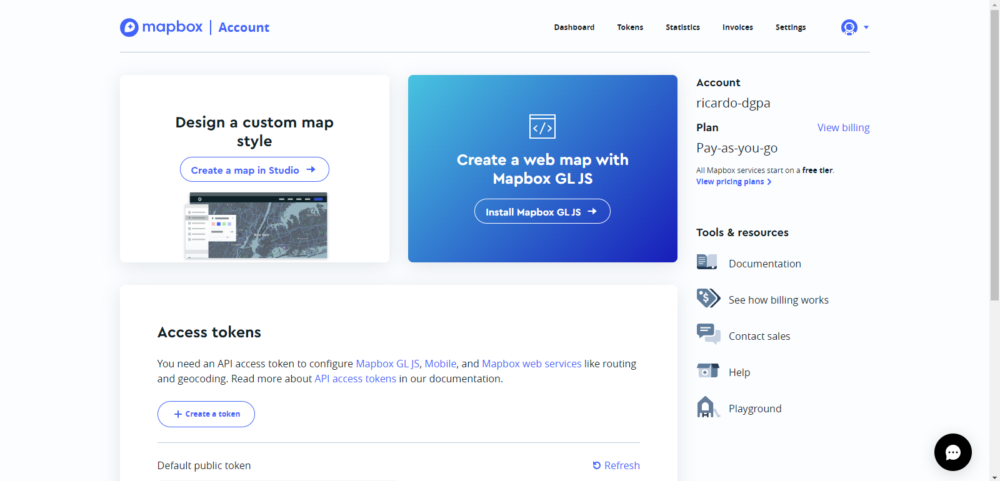 mapbox | Account
Dashboard
Tokens
Statistics
Invoices
Settings
Design a custom map
style
Create a map in Studio
New York
Create a web map with
Mapbox GL JS
Install Mapbox GL JS
Account
ricardo-dgpa
Plan
View billing
Pay-as-you-go
All Mapbox services start on a free tier.
View pricing plans
Tools & resources
Documentation
See how billing works
Contact sales
Help
Playground
Access tokens
You need an API access token to configure Mapbox GL JS, Mobile, and Mapbox web services like routing
and geocoding. Read more about API access tokens in our documentation.
Create a token
Default public token
Refresh